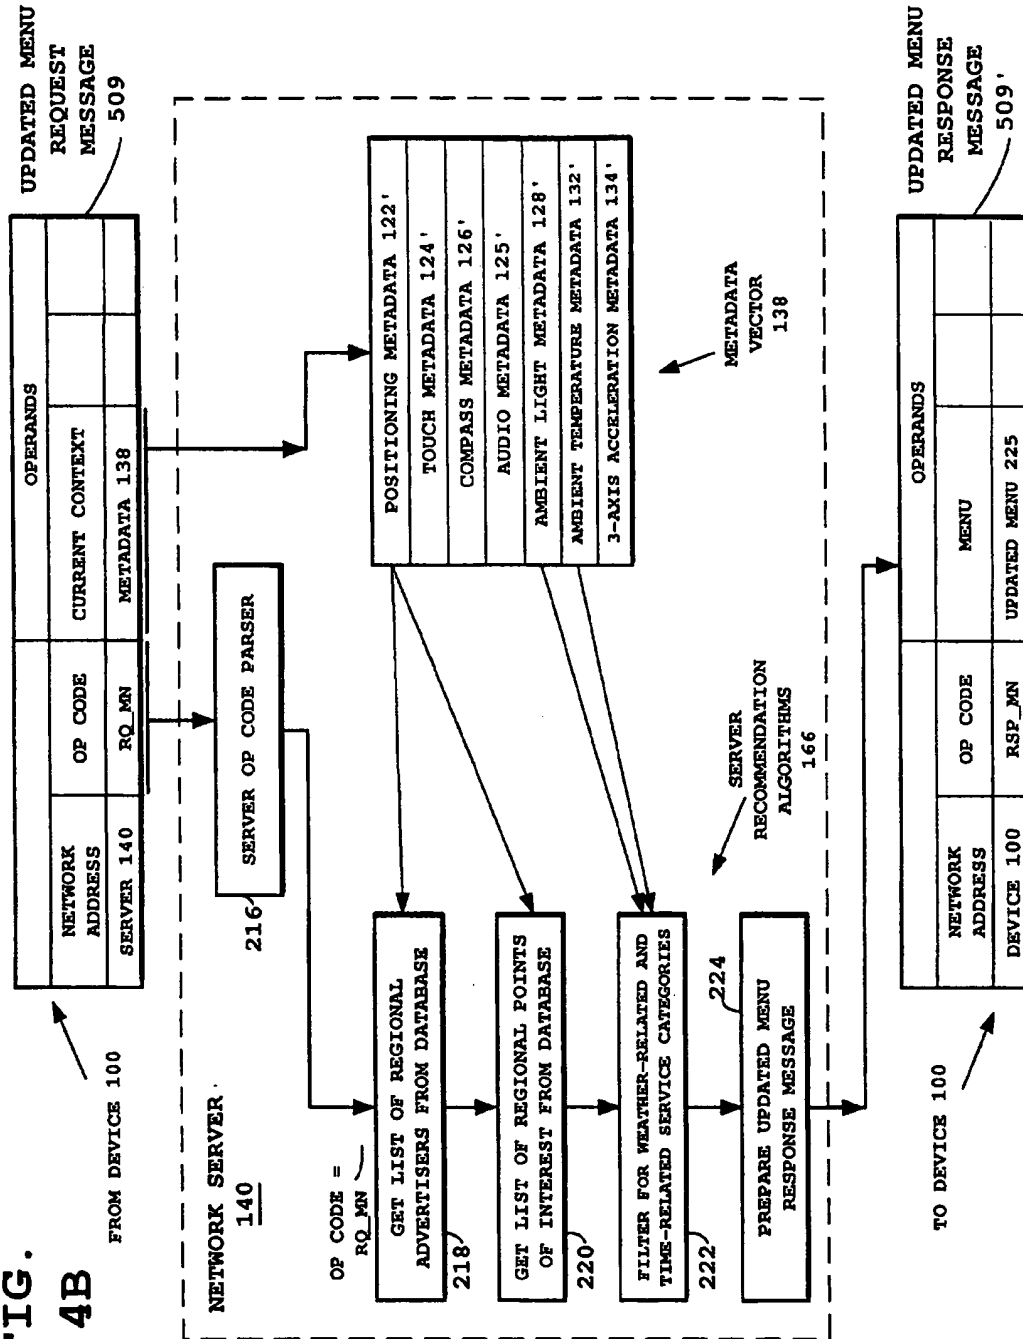 FIG.
4B
UPDATED MENU
REQUEST
MESSAGE
509
FROM DEVICE 100
OPERANDS
NETWORK
ADDRESS
OP CODE
CURRENT CONTEXT
SERVER 140
RQ_MN
METADATA 138
NETWORK SERVER
140
216
SERVER OP CODE PARSER
OP CODE =
RQ_MN
GET LIST OF REGIONAL
ADVERTISERS FROM DATABASE
218
GET LIST OF REGIONAL POINTS
OF INTEREST FROM DATABASE
220
FILTER FOR WEATHER-RELATED AND
TIME-RELATED SERVICE CATEGORIES
222
224
PREPARE UPDATED MENU
RESPONSE MESSAGE
POSITIONING METADATA 122'
TOUCH METADATA 124'
COMPASS METADATA 126'
AUDIO METADATA 125'
AMBIENT LIGHT METADATA 128'
AMBIENT TEMPERATURE METADATA 132'
3-AXIS ACCELERATION METADATA 134'
METADATA
VECTOR
138
SERVER
RECOMMENDATION
ALGORITHMS
166
TO DEVICE 100
UPDATED MENU
RESPONSE
MESSAGE
509'
OPERANDS
NETWORK
ADDRESS
OP CODE
MENU
DEVICE 100
RSP_MN
UPDATED MENU 225